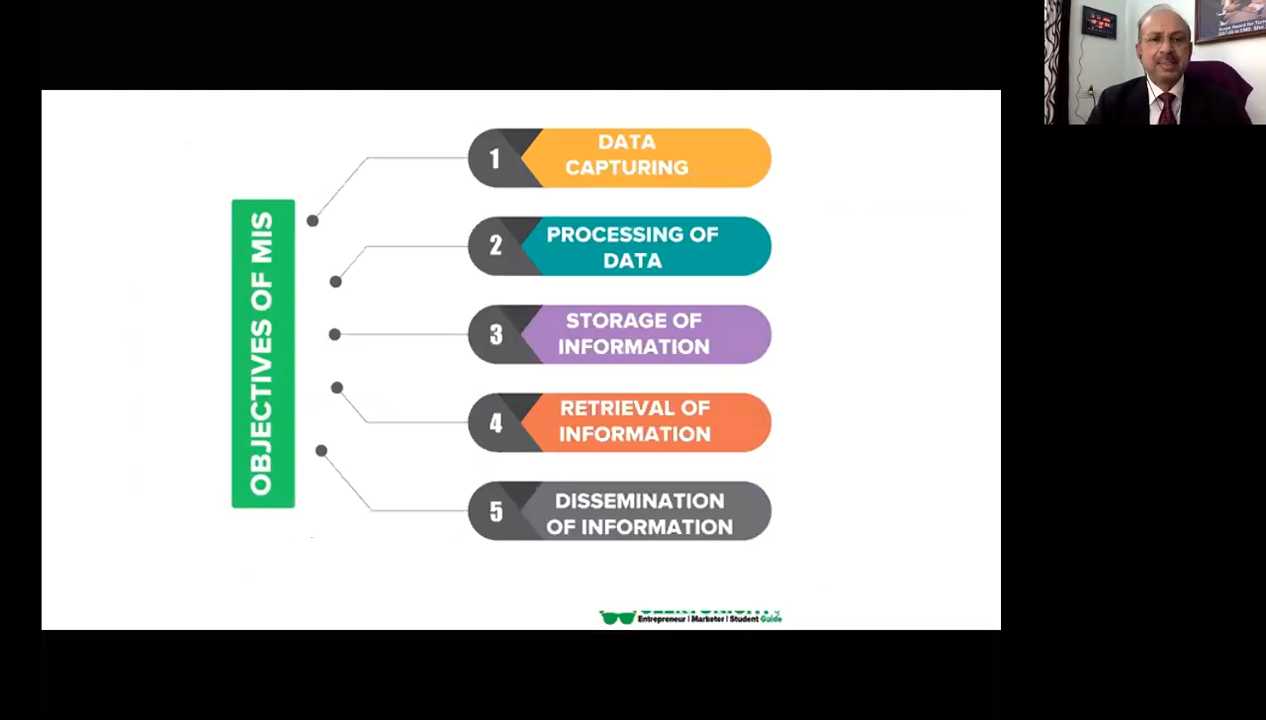 OBJECTIVES OF MIS
1
DATA
CAPTURING
2
PROCESSING OF
DATA
3
STORAGE OF
INFORMATION
4
RETRIEVAL OF
INFORMATION
5
DISSEMINATION
OF INFORMATION
Entrepreneur | Marketer | Student Guide